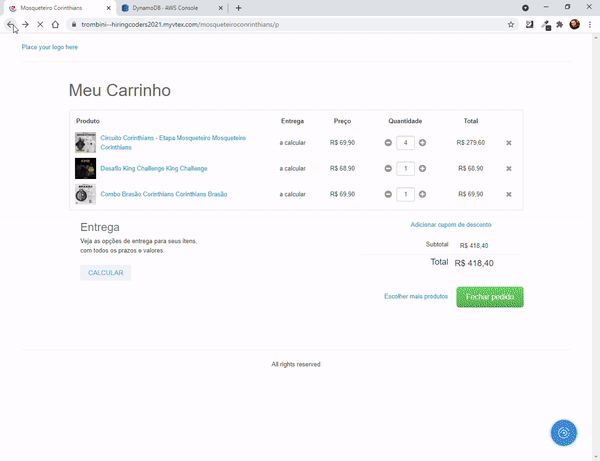 Mosqueteiro Corinthians
DynamoDB - AWS Console
trombini--hiringcoders2021.myvtex.com/mosqueteiroconrinthians/p
Place your logo here
Meu Carrinho
Produto Entrega Preço Quantidade Total
Circuito Corinthians - Etapa Mosqueteiro Mosqueteiro
Corinthians
a calcular R$ 69,90 4 R$ 279,60
Desafio King Challenge King Challenge a calcular R$ 68,90 1 R$ 68,90
Combo Brasão Corinthians Corinthians Brasão a calcular R$ 69,90 1 R$ 69,90
Entrega
Veja as opções de entrega para seus itens,
com todos os prazos e valores.
CALCULAR
Adicionar cupom de desconto
Subtotal R$ 418,40
Total R$ 418,40
Escolher mais produtos Fechar pedido
All rights reserved